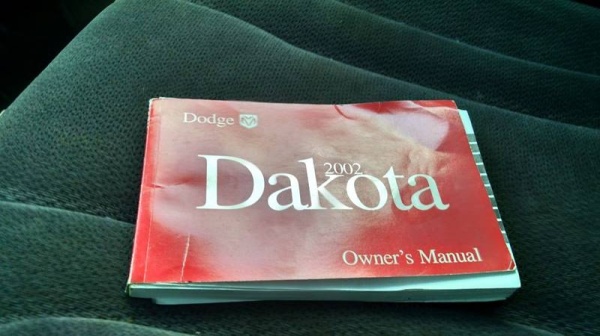 Dodge
2002
Dakota
Owner's Manual